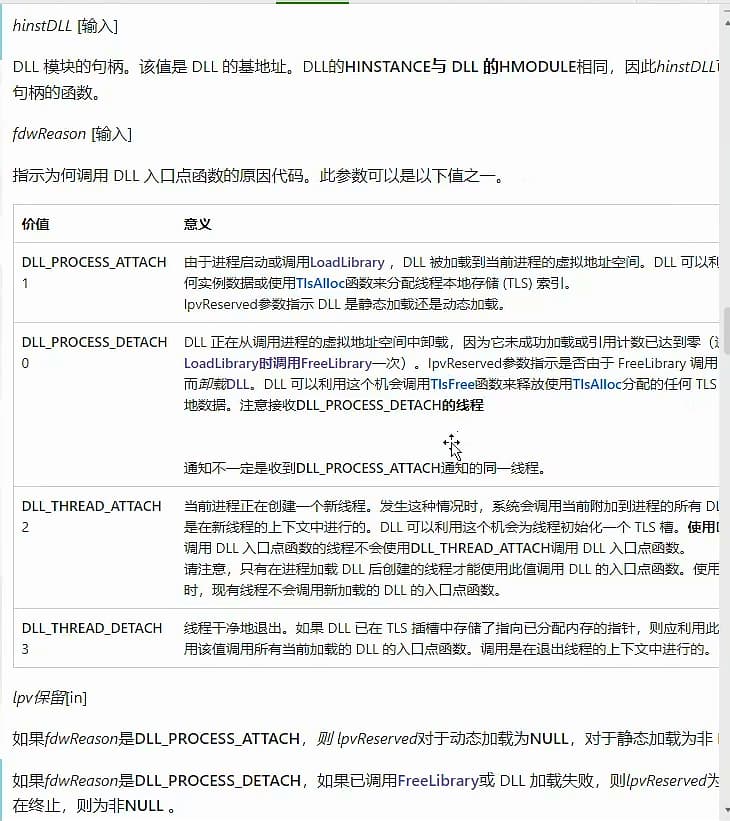 hinstDLL [输入]
DLL 模块的句柄。该值是 DLL 的基地址。DLL的HINSTANCE与 DLL 的HMODULE相同，因此hinstDLL
句柄的函数。
fdwReason [输入]
指示为何调用 DLL 入口点函数的原因代码。此参数可以是以下值之一。
价值 意义
DLL_PROCESS_ATTACH
1
由于进程启动或调用LoadLibrary ，DLL 被加载到当前进程的虚拟地址空间。DLL 可以利
何实例数据或使用TlsAlloc函数来分配线程本地存储 (TLS) 索引。
lpvReserved参数指示 DLL 是静态加载还是动态加载。
DLL_PROCESS_DETACH
0
DLL 正在从调用进程的虚拟地址空间中卸载，因为它未成功加载或引用计数已达到零（
LoadLibrary时调用FreeLibrary一次）。lpvReserved参数指示是否由于 FreeLibrary 调用
而卸载DLL。DLL 可以利用这个机会调用TlsFree函数来释放使用TlsAlloc分配的任何 TLS
地数据。注意接收DLL_PROCESS_DETACH的线程
通知不一定是收到DLL_PROCESS_ATTACH通知的同一线程。
DLL_THREAD_ATTACH
2
当前进程正在创建一个新线程。发生这种情况时，系统会调用当前附加到进程的所有 DL
是在新线程的上下文中进行的。DLL 可以利用这个机会为线程初始化一个 TLS 槽。使用
调用 DLL 入口点函数的线程不会使用DLL_THREAD_ATTACH调用 DLL 入口点函数。
请注意，只有在进程加载 DLL 后创建的线程才能使用此值调用 DLL 的入口点函数。使用
时，现有线程不会调用新加载的 DLL 的入口点函数。
DLL_THREAD_DETACH
3
线程干净地退出。如果 DLL 已在 TLS 插槽中存储了指向已分配内存的指针，则应利用此
用该值调用所有当前加载的 DLL 的入口点函数。调用是在退出线程的上下文中进行的。
lpv保留[in]
如果fdwReason是DLL_PROCESS_ATTACH，则 lpvReserved对于动态加载为NULL，对于静态加载为非
如果fdwReason是DLL_PROCESS_DETACH，如果已调用FreeLibrary或 DLL 加载失败，则lpvReserved为
在终止，则为非NULL 。